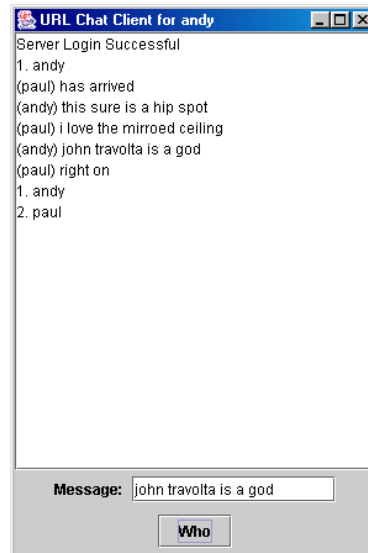 URL Chat Client for andy
Server Login Successful
1. andy
(paul) has arrived
(andy) this sure is a hip spot
(paul) i love the mirroed ceiling
(andy) john travolta is a god
(paul) right on
1. andy
2. paul
Message: john travolta is a god
Who